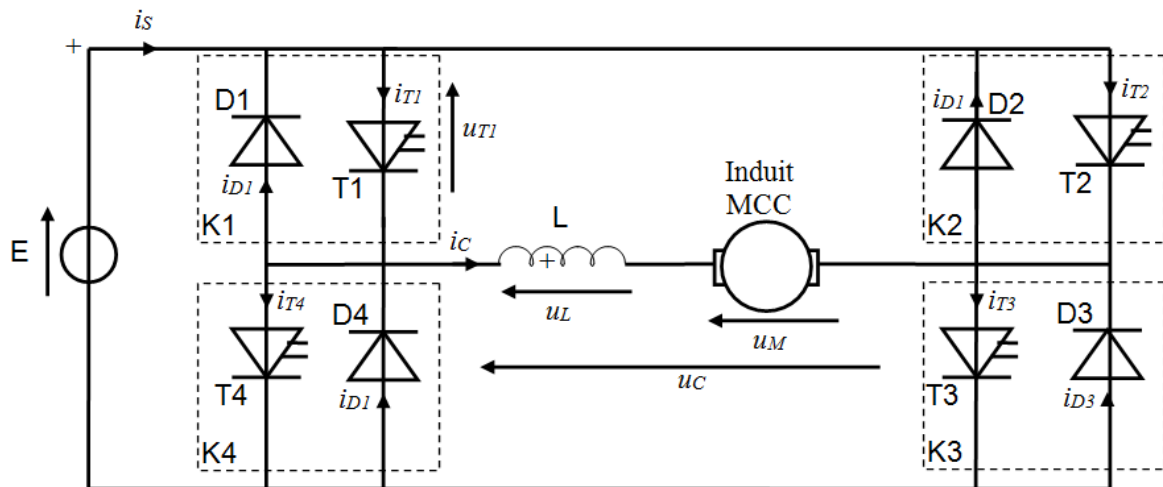 iS
+
D1
iT1
uT1
iD1
T1
K1
iD1
D2
iT2
T2
K2
Induit
MCC
E
L
iC
+
uL
uM
uC
iT4
D4
T4
iD1
K4
iT3
D3
T3
iD3
K3